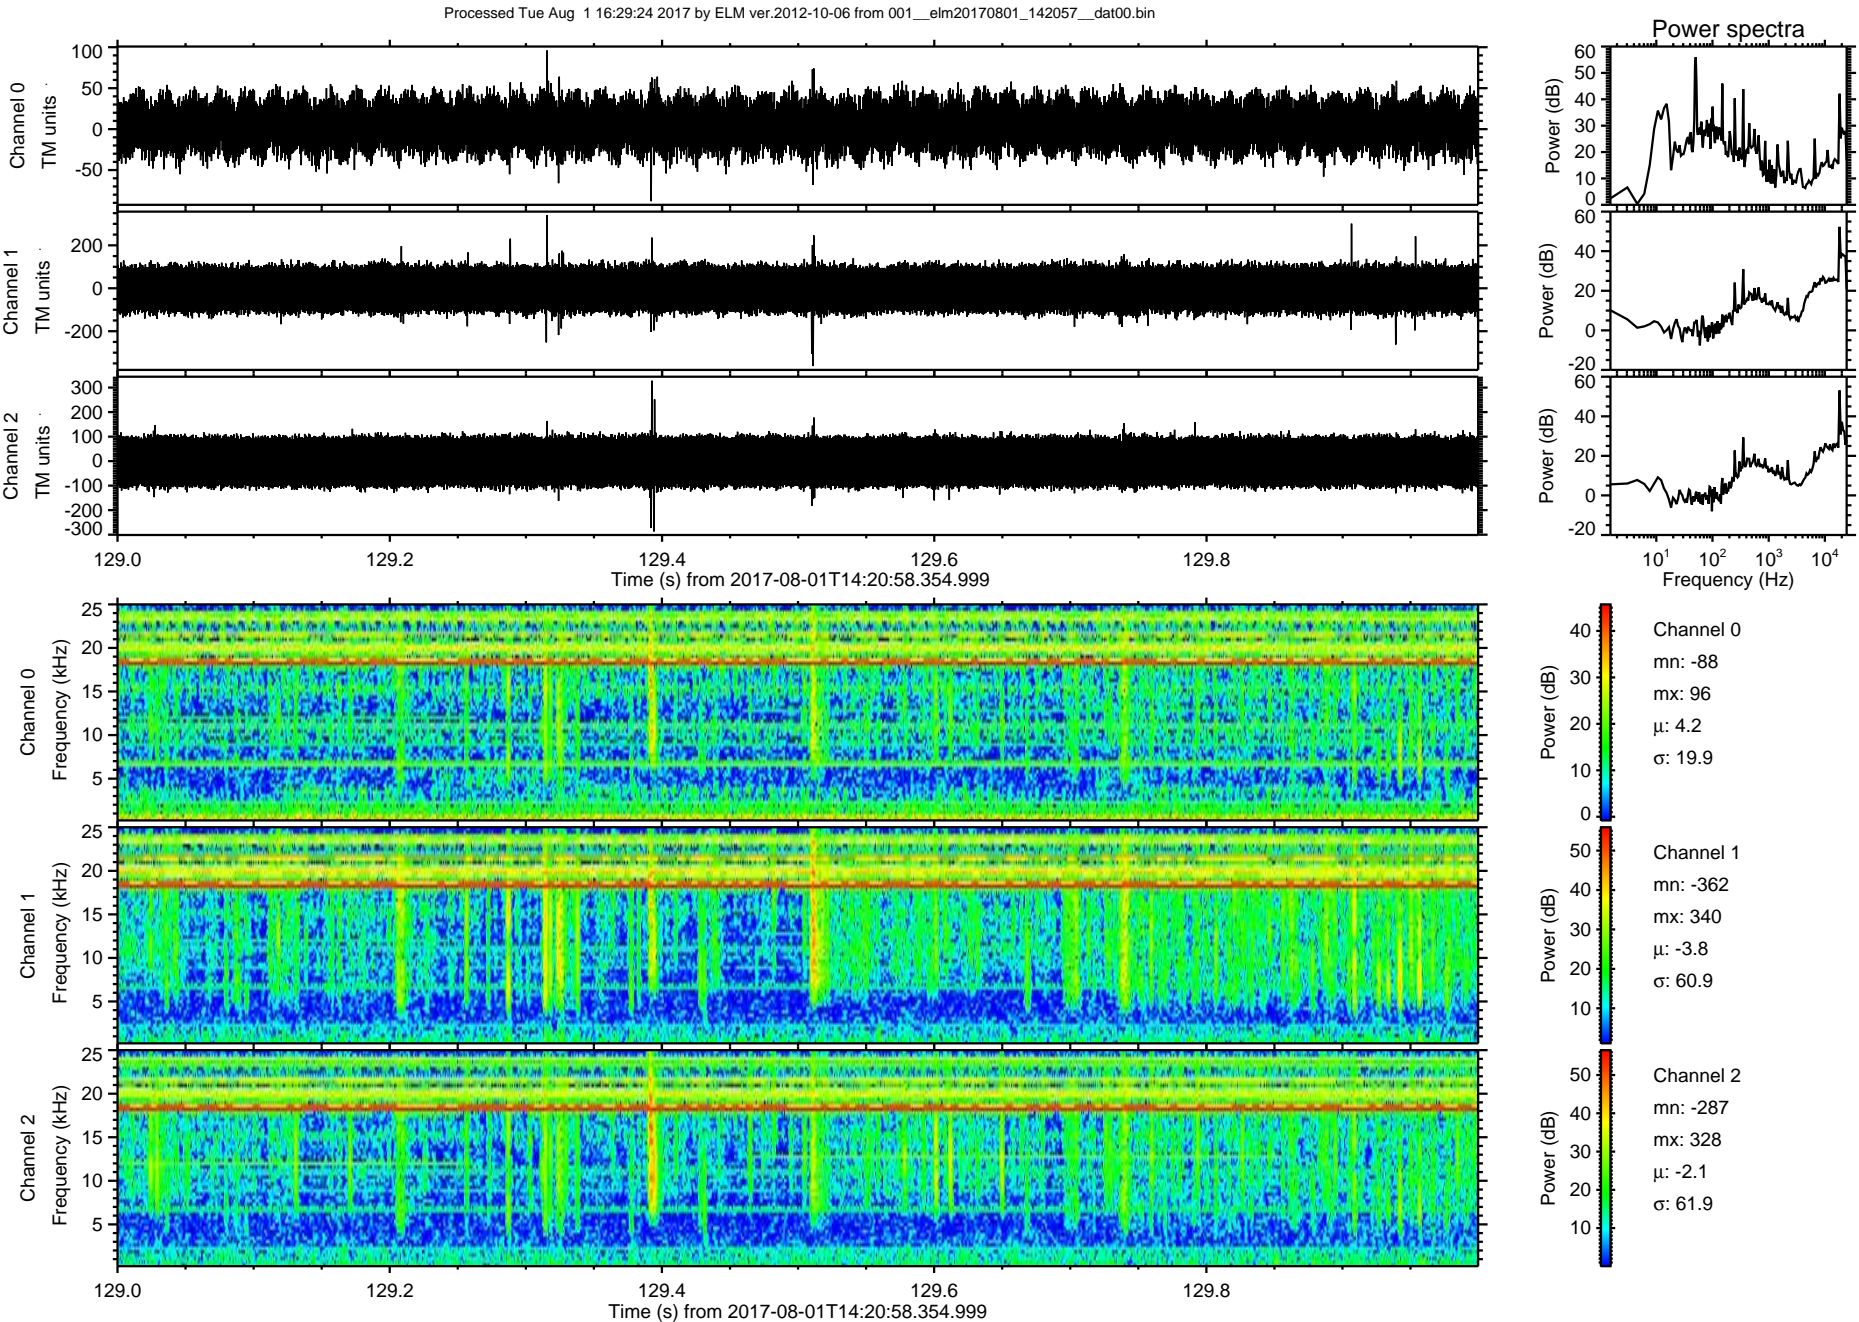 Processed Tue Aug  1 16:29:24 2017 by ELM ver.2012-10-06 from 001__elm20170801_142057__dat00.bin
Power spectra
Channel 0
TM units
100
50
0
-50
Power (dB)
60
50
40
30
20
10
0
Channel 1
TM units
200
0
-200
Power (dB)
60
40
20
0
-20
Channel 2
TM units
300
200
100
0
-100
-200
-300
Power (dB)
60
40
20
0
-20
129.0 129.2 129.4 129.6 129.8
Time (s) from 2017-08-01T14:20:58.354.999
10^1 10^2 10^3 10^4
Frequency (Hz)
Channel 0
Frequency (kHz)
25
20
15
10
5
Power (dB)
40
30
20
10
0
Channel 0
mn: -88
mx: 96
μ: 4.2
σ: 19.9
Channel 1
Frequency (kHz)
25
20
15
10
5
Power (dB)
50
40
30
20
10
Channel 1
mn: -362
mx: 340
μ: -3.8
σ: 60.9
Channel 2
Frequency (kHz)
25
20
15
10
5
Power (dB)
50
40
30
20
10
Channel 2
mn: -287
mx: 328
μ: -2.1
σ: 61.9
129.0 129.2 129.4 129.6 129.8
Time (s) from 2017-08-01T14:20:58.354.999